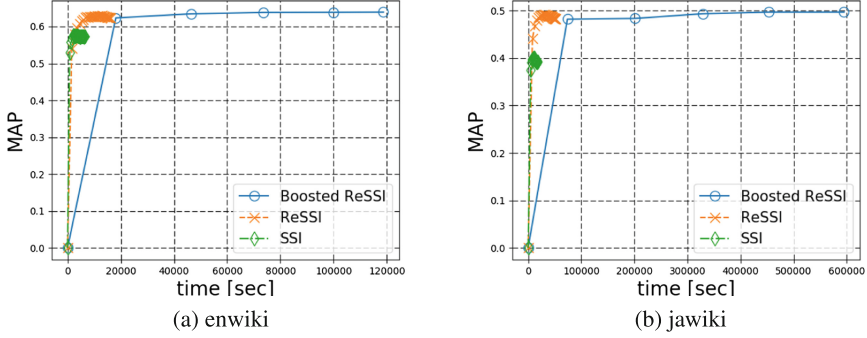 0.6
0.5
0.4
0.3
0.2
0.1
0.0
MAP
0 20000 40000 60000 80000 100000 120000
time [sec]
Boosted ReSSI
ReSSI
SSI
(a) enwiki
0.5
0.4
0.3
0.2
0.1
0.0
MAP
0 100000 200000 300000 400000 500000 600000
time [sec]
Boosted ReSSI
ReSSI
SSI
(b) jawiki